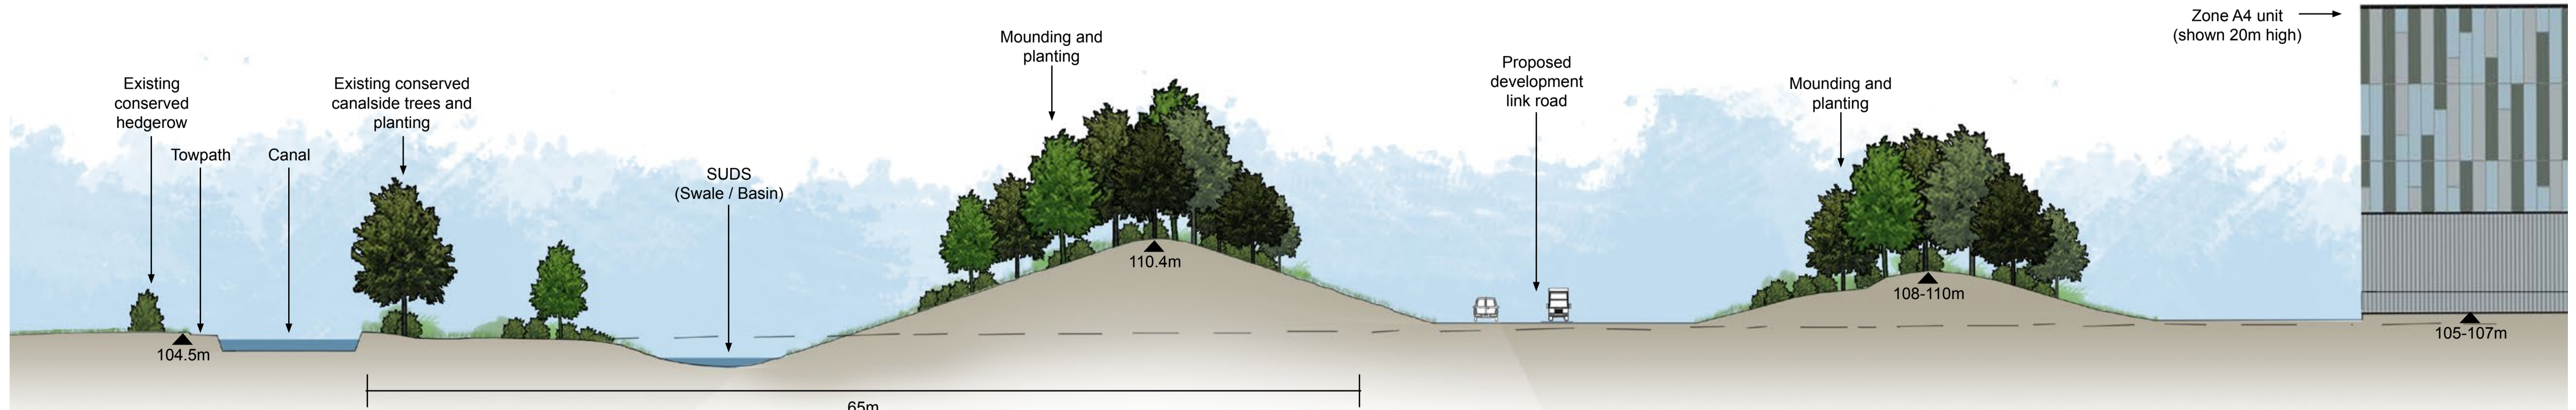 Existing
conserved
hedgerow
Towpath
Canal
Existing conserved
canalside trees and
planting
SUDS
(Swale / Basin)
Mounding and
planting
Proposed
development
link road
Mounding and
planting
Zone A4 unit
(shown 20m high)
104.5m
110.4m
108-110m
105-107m
65m